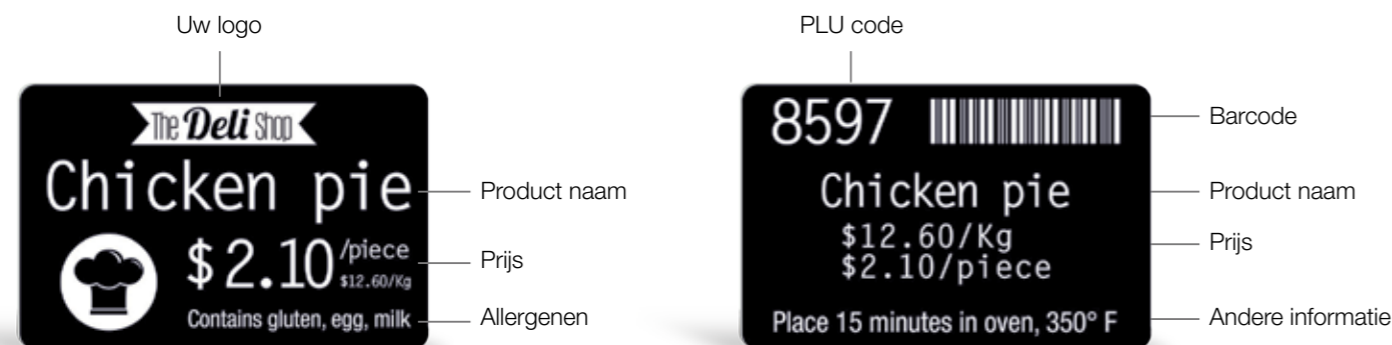 Uw logo
The Deli Shop
Chicken pie
Product naam
$2.10 /piece
$12.60/Kg
Prijs
Contains gluten, egg, milk
Allergenen
PLU code
8597
Barcode
Chicken pie
Product naam
$12.60/Kg
$2.10/piece
Prijs
Place 15 minutes in oven, 350° F
Andere informatie